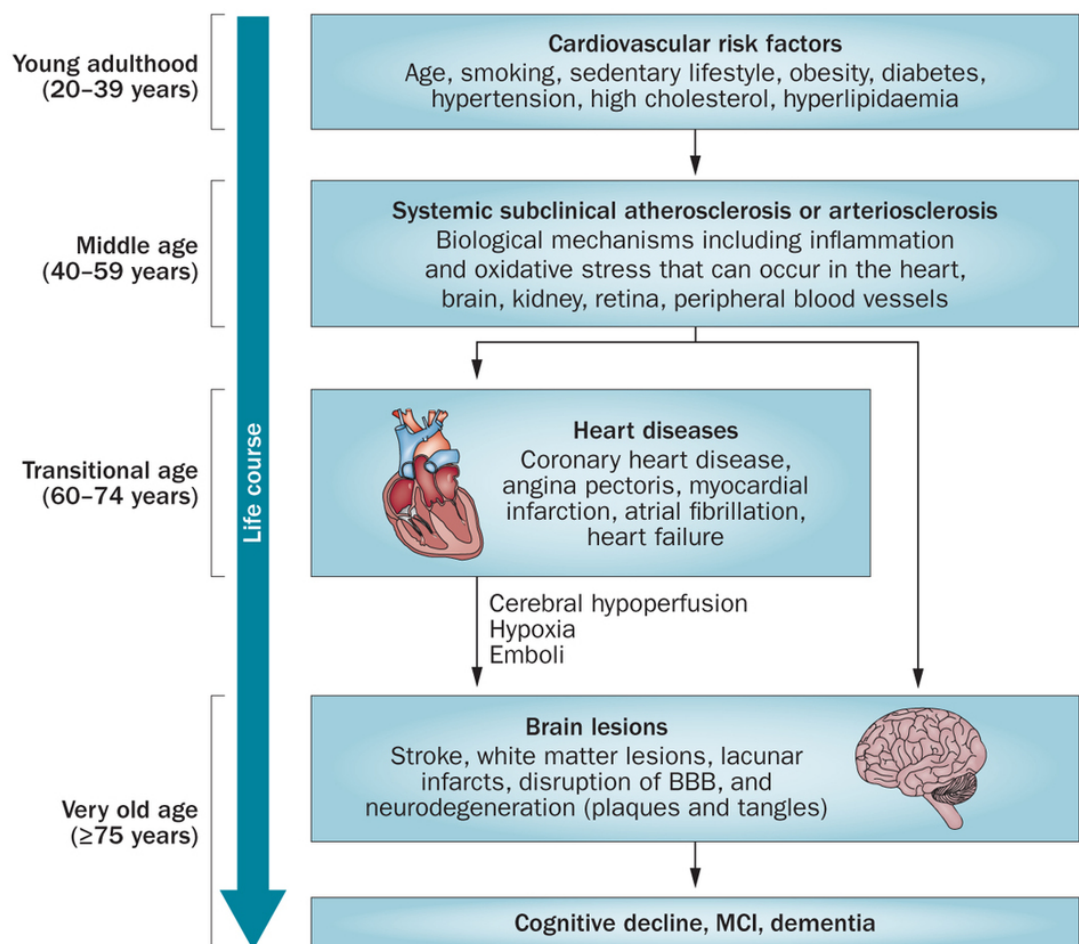 Young adulthood
(20–39 years)
Cardiovascular risk factors
Age, smoking, sedentary lifestyle, obesity, diabetes,
hypertension, high cholesterol, hyperlipidaemia
Middle age
(40–59 years)
Systemic subclinical atherosclerosis or arteriosclerosis
Biological mechanisms including inflammation
and oxidative stress that can occur in the heart,
brain, kidney, retina, peripheral blood vessels
Life course
Transitional age
(60–74 years)
Heart diseases
Coronary heart disease,
angina pectoris, myocardial
infarction, atrial fibrillation,
heart failure
Cerebral hypoperfusion
Hypoxia
Emboli
Very old age
(≥75 years)
Brain lesions
Stroke, white matter lesions, lacunar
infarcts, disruption of BBB, and
neurodegeneration (plaques and tangles)
Cognitive decline, MCI, dementia